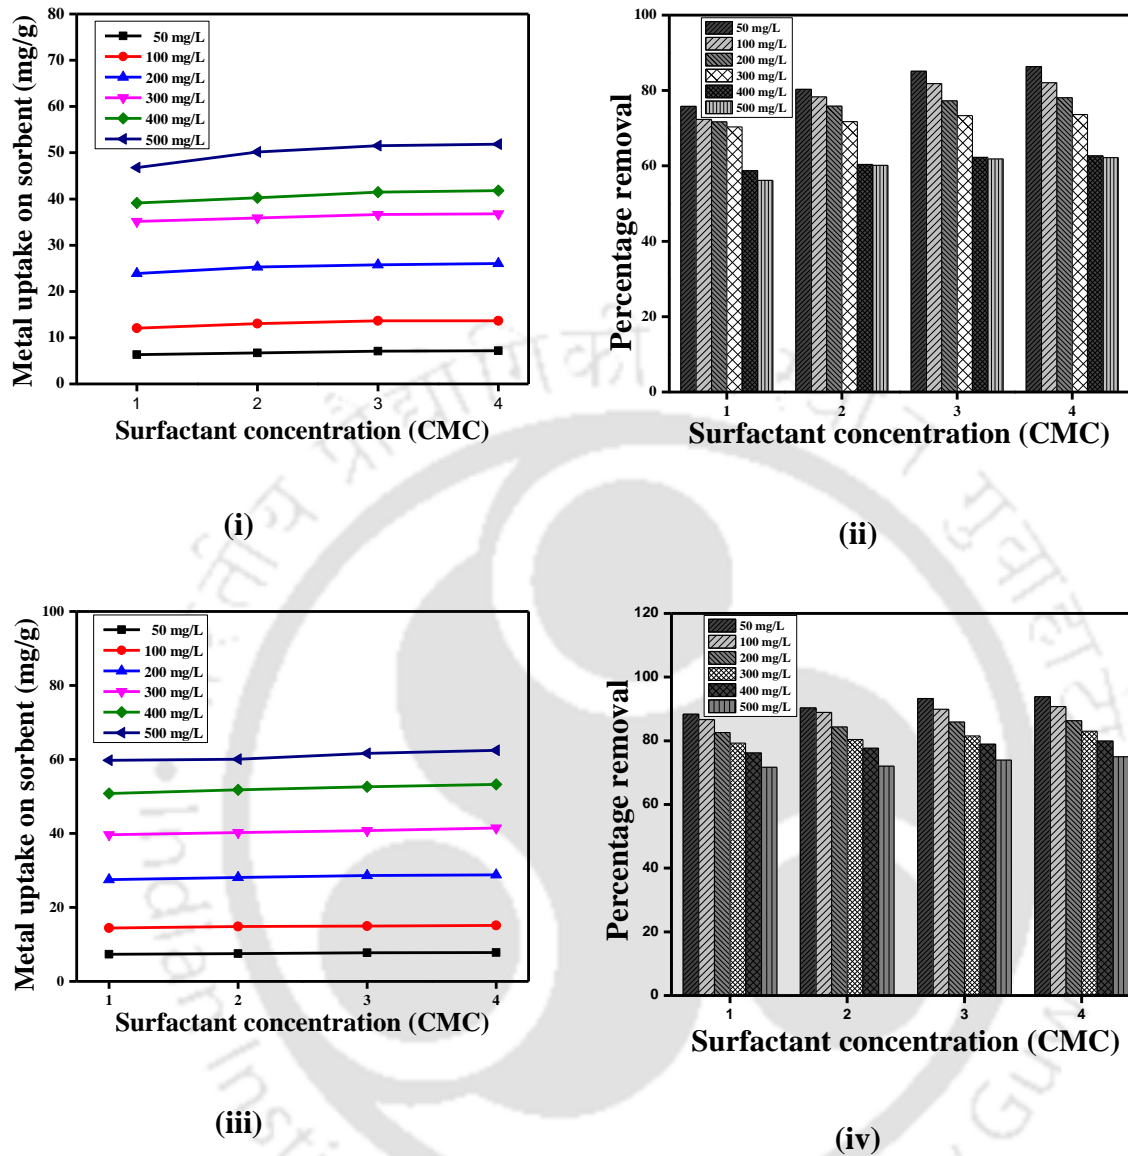 80
70
60
50
40
30
20
10
0
Metal uptake on sorbent (mg/g)
50 mg/L
100 mg/L
200 mg/L
300 mg/L
400 mg/L
500 mg/L
1 2 3 4
Surfactant concentration (CMC)
(i)
100
80
60
40
20
0
Percentage removal
50 mg/L
100 mg/L
200 mg/L
300 mg/L
400 mg/L
500 mg/L
1 2 3 4
Surfactant concentration (CMC)
(ii)
100
80
60
40
20
0
Metal uptake on sorbent (mg/g)
50 mg/L
100 mg/L
200 mg/L
300 mg/L
400 mg/L
500 mg/L
1 2 3 4
Surfactant concentration (CMC)
(iii)
120
100
80
60
40
20
0
Percentage removal
50 mg/L
100 mg/L
200 mg/L
300 mg/L
400 mg/L
500 mg/L
1 2 3 4
Surfactant concentration (CMC)
(iv)
Indian Insti